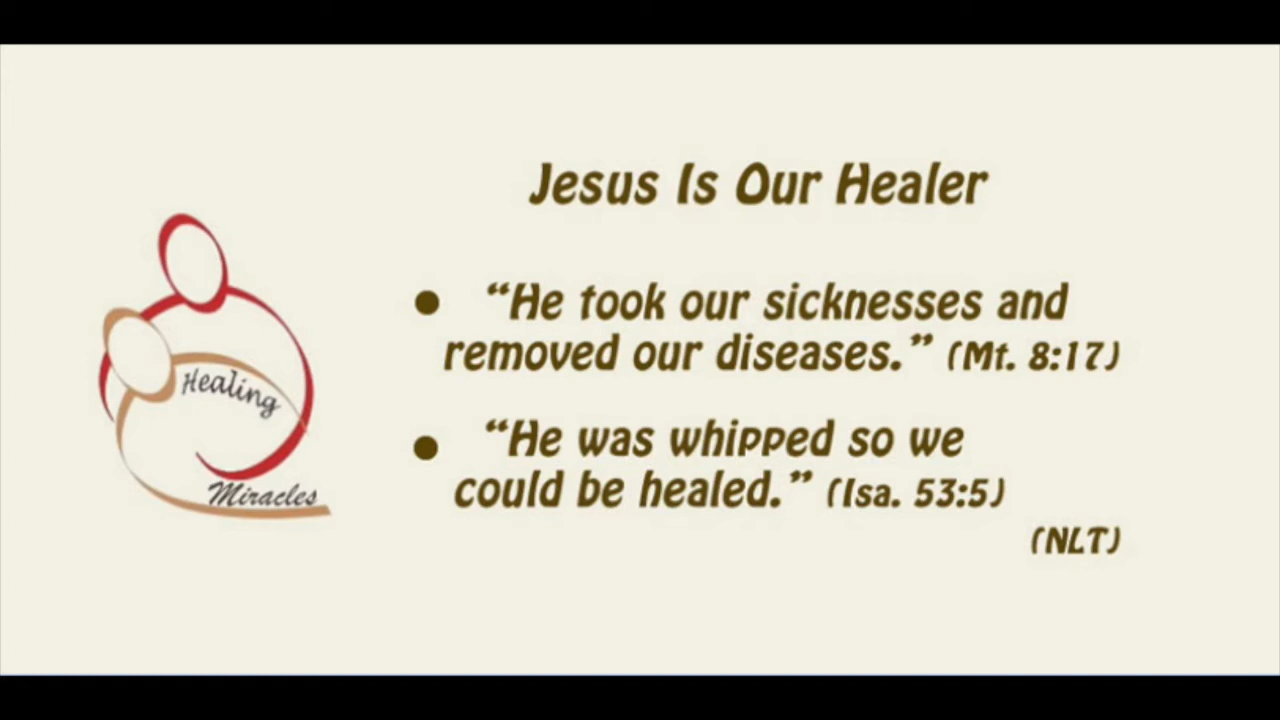 Jesus Is Our Healer
• “He took our sicknesses and
removed our diseases.” (Mt. 8:17)
• “He was whipped so we
could be healed.” (Isa. 53:5)
(NLT)
Healing
Miracles